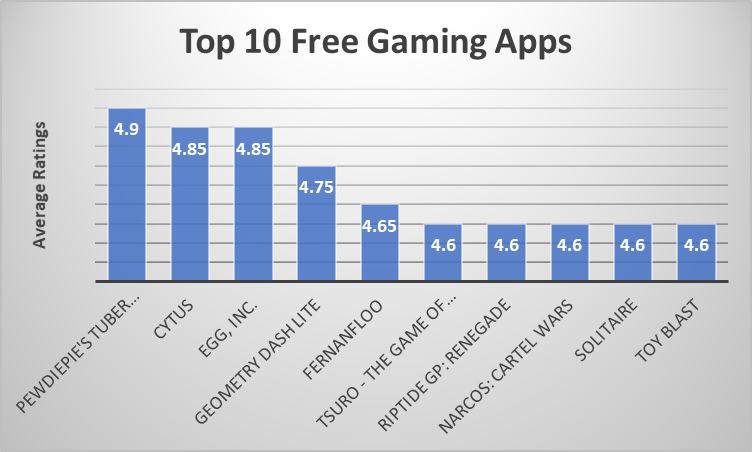 Top 10 Free Gaming Apps
Average Ratings
4.9
4.85
4.85
4.75
4.65
4.6
4.6
4.6
4.6
4.6
PEWDIEPIE'S TUBER…
CYTUS
EGG, INC.
GEOMETRY DASH LITE
FERNANFLOO
TSURO - THE GAME OF…
RIPTIDE GP: RENEGADE
NARCOS: CARTEL WARS
SOLITAIRE
TOY BLAST